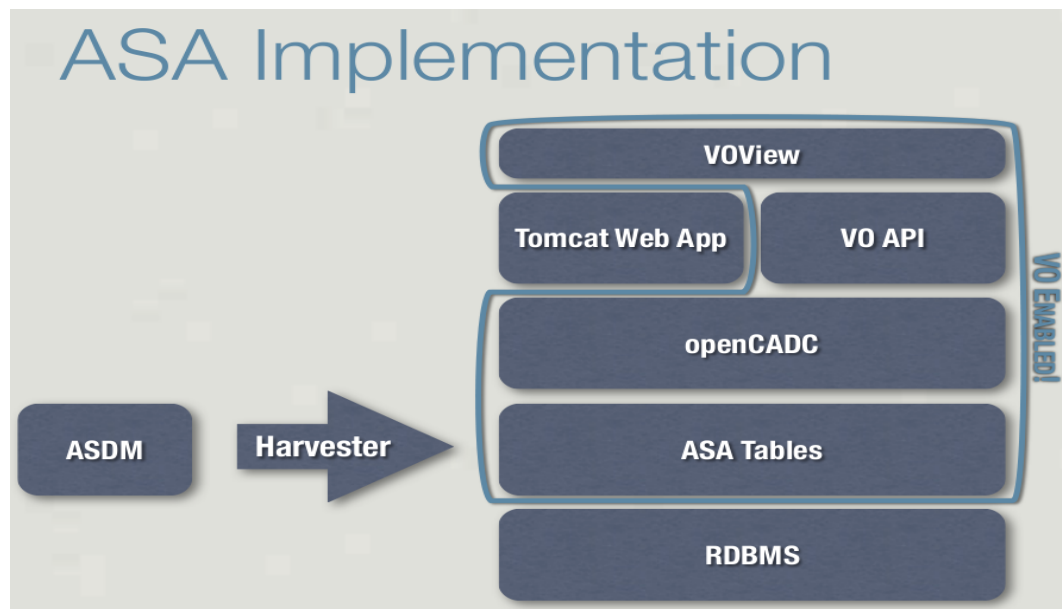 ASA Implementation
VOView
Tomcat Web App
VO API
VO ENABLED!
openCADC
ASDM
Harvester
ASA Tables
RDBMS